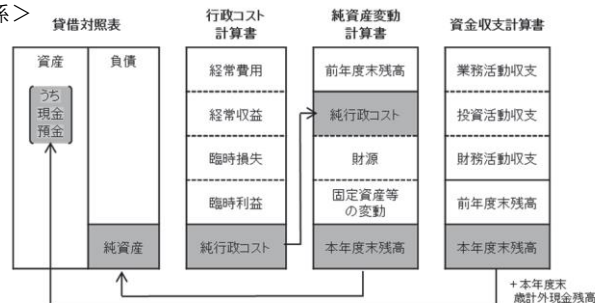 係＞
貸借対照表
資産
負債
うち
現金
預金
純資産
行政コスト
計算書
経常費用
経常収益
臨時損失
臨時利益
純行政コスト
純資産変動
計算書
前年度末残高
純行政コスト
財源
固定資産等
の変動
本年度末残高
資金収支計算書
業務活動収支
投資活動収支
財務活動収支
前年度末残高
本年度末残高
+本年度末
歳計外現金残高